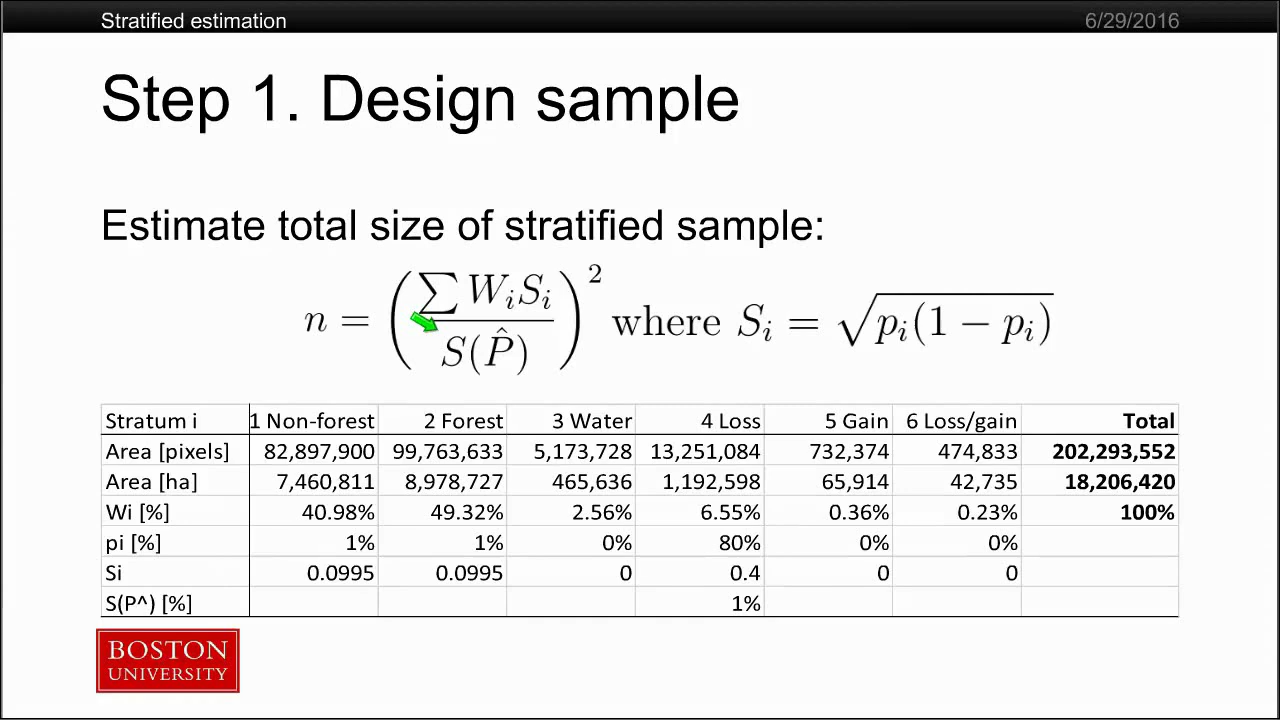 Stratified estimation 6/29/2016
Step 1. Design sample
Estimate total size of stratified sample:
n = (∑ W_i S_i / S(P̂))^2 where S_i = √(p_i(1 − p_i))
Stratum i 1 Non-forest 2 Forest 3 Water 4 Loss 5 Gain 6 Loss/gain Total
Area [pixels] 82,897,900 99,763,633 5,173,728 13,251,084 732,374 474,833 202,293,552
Area [ha] 7,460,811 8,978,727 465,636 1,192,598 65,914 42,735 18,206,420
Wi [%] 40.98% 49.32% 2.56% 6.55% 0.36% 0.23% 100%
pi [%] 1% 1% 0% 80% 0% 0%
Si 0.0995 0.0995 0 0.4 0 0
S(P^) [%] 1%
BOSTON
UNIVERSITY